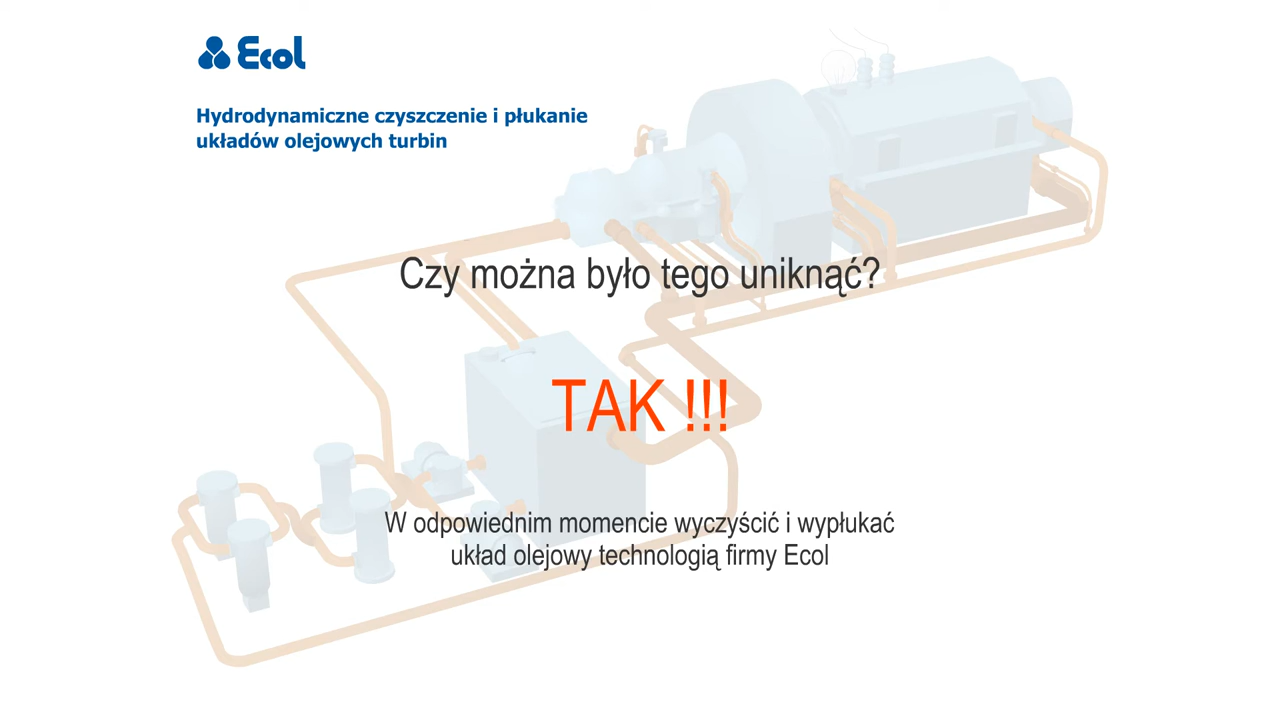 Ecol
Hydrodynamiczne czyszczenie i płukanie
układów olejowych turbin
Czy można było tego uniknąć?
TAK !!!
W odpowiednim momencie wyczyścić i wypłukać
układ olejowy technologią firmy Ecol